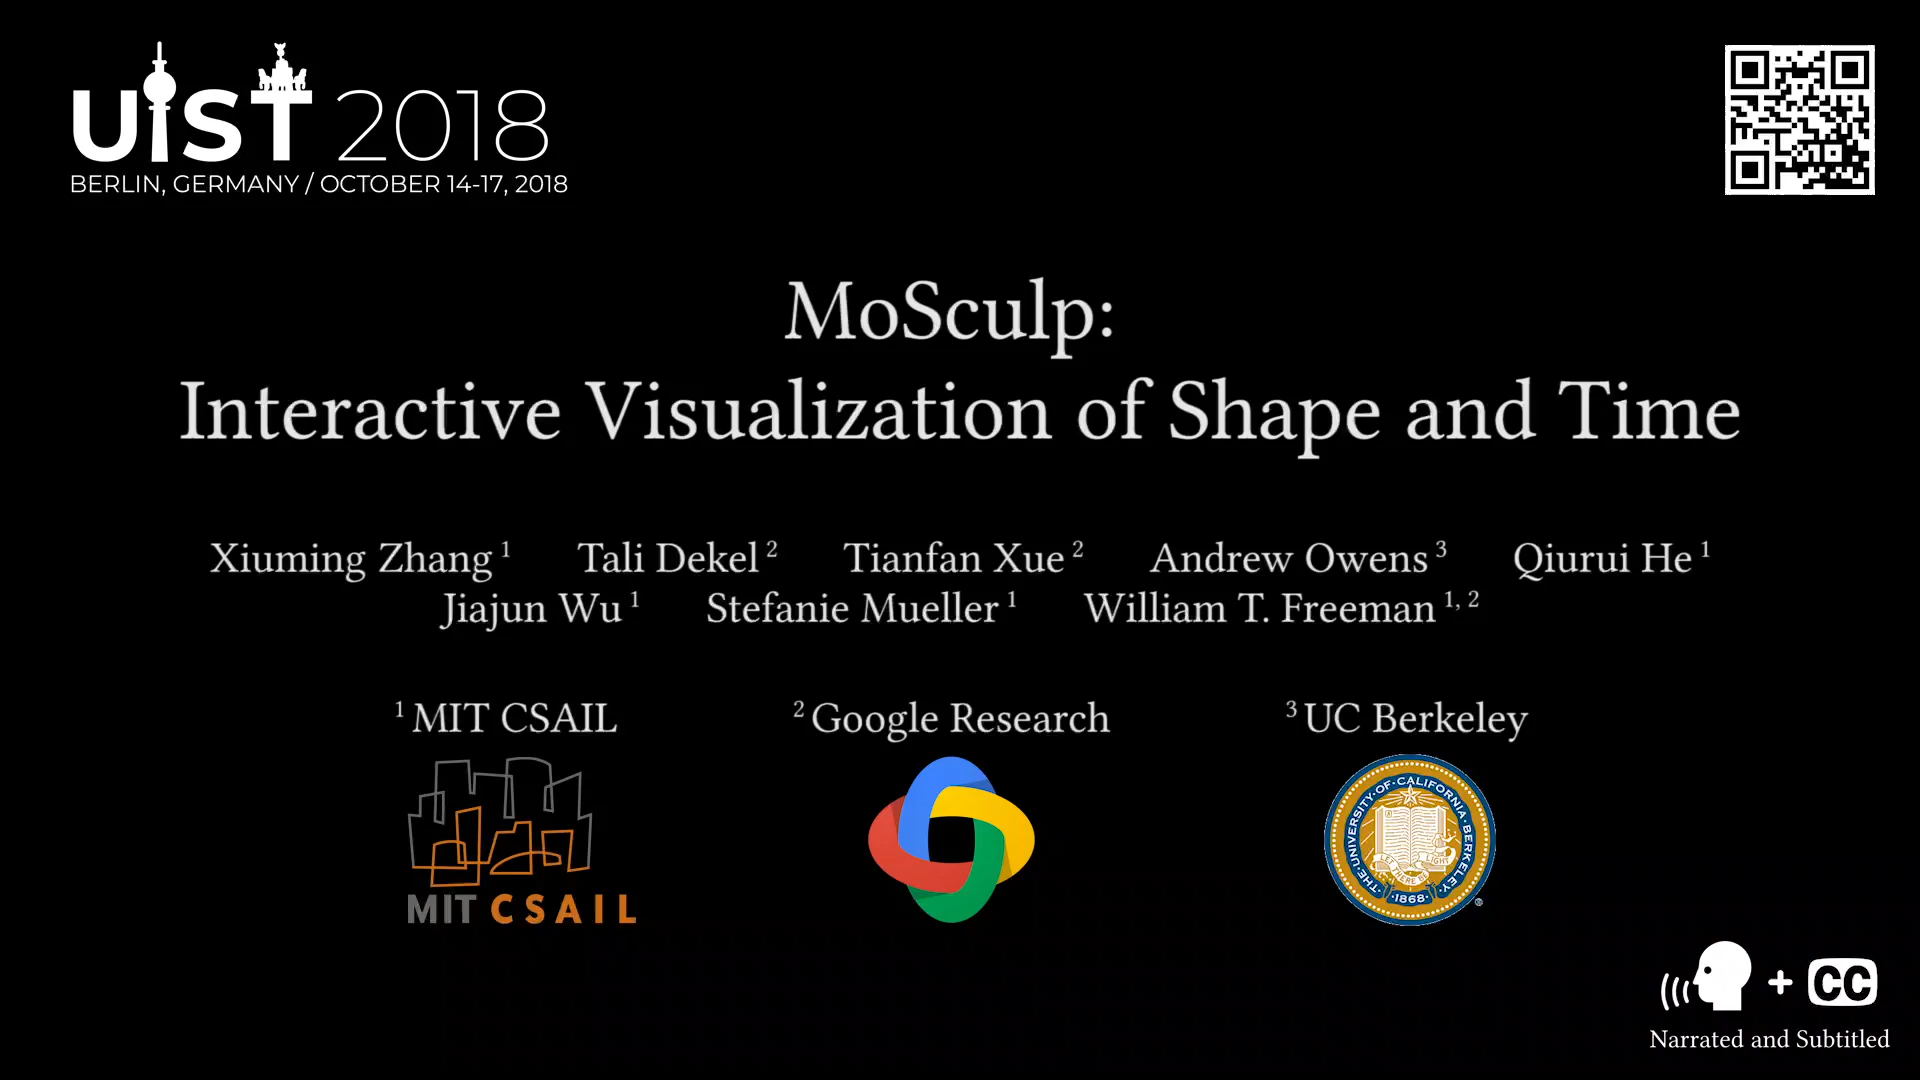 UIST 2018
BERLIN, GERMANY / OCTOBER 14-17, 2018
MoSculp:
Interactive Visualization of Shape and Time
Xiuming Zhang 1 Tali Dekel 2 Tianfan Xue 2 Andrew Owens 3 Qiurui He 1
Jiajun Wu 1 Stefanie Mueller 1 William T. Freeman 1, 2
1 MIT CSAIL 2 Google Research 3 UC Berkeley
MIT CSAIL
THE·UNIVERSITY·OF·CALIFORNIA·BERKELEY
LET THERE BE LIGHT
·1868·
®
+ CC
Narrated and Subtitled